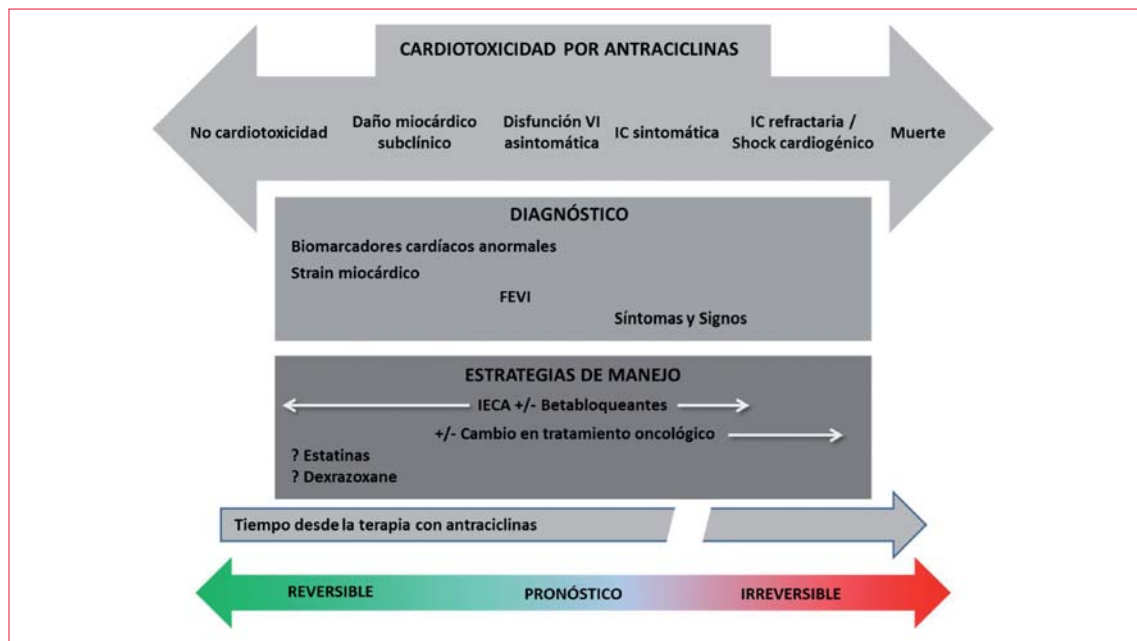 CARDIOTOXICIDAD POR ANTRACICLINAS
No cardiotoxicidad
Daño miocárdico
subclínico
Disfunción VI
asintomática
IC sintomática
IC refractaria /
Shock cardiogénico
Muerte
DIAGNÓSTICO
Biomarcadores cardíacos anormales
Strain miocárdico
FEVI
Síntomas y Signos
ESTRATEGIAS DE MANEJO
IECA +/- Betabloqueantes
+/- Cambio en tratamiento oncológico
? Estatinas
? Dexrazoxane
Tiempo desde la terapia con antraciclinas
REVERSIBLE PRONÓSTICO IRREVERSIBLE